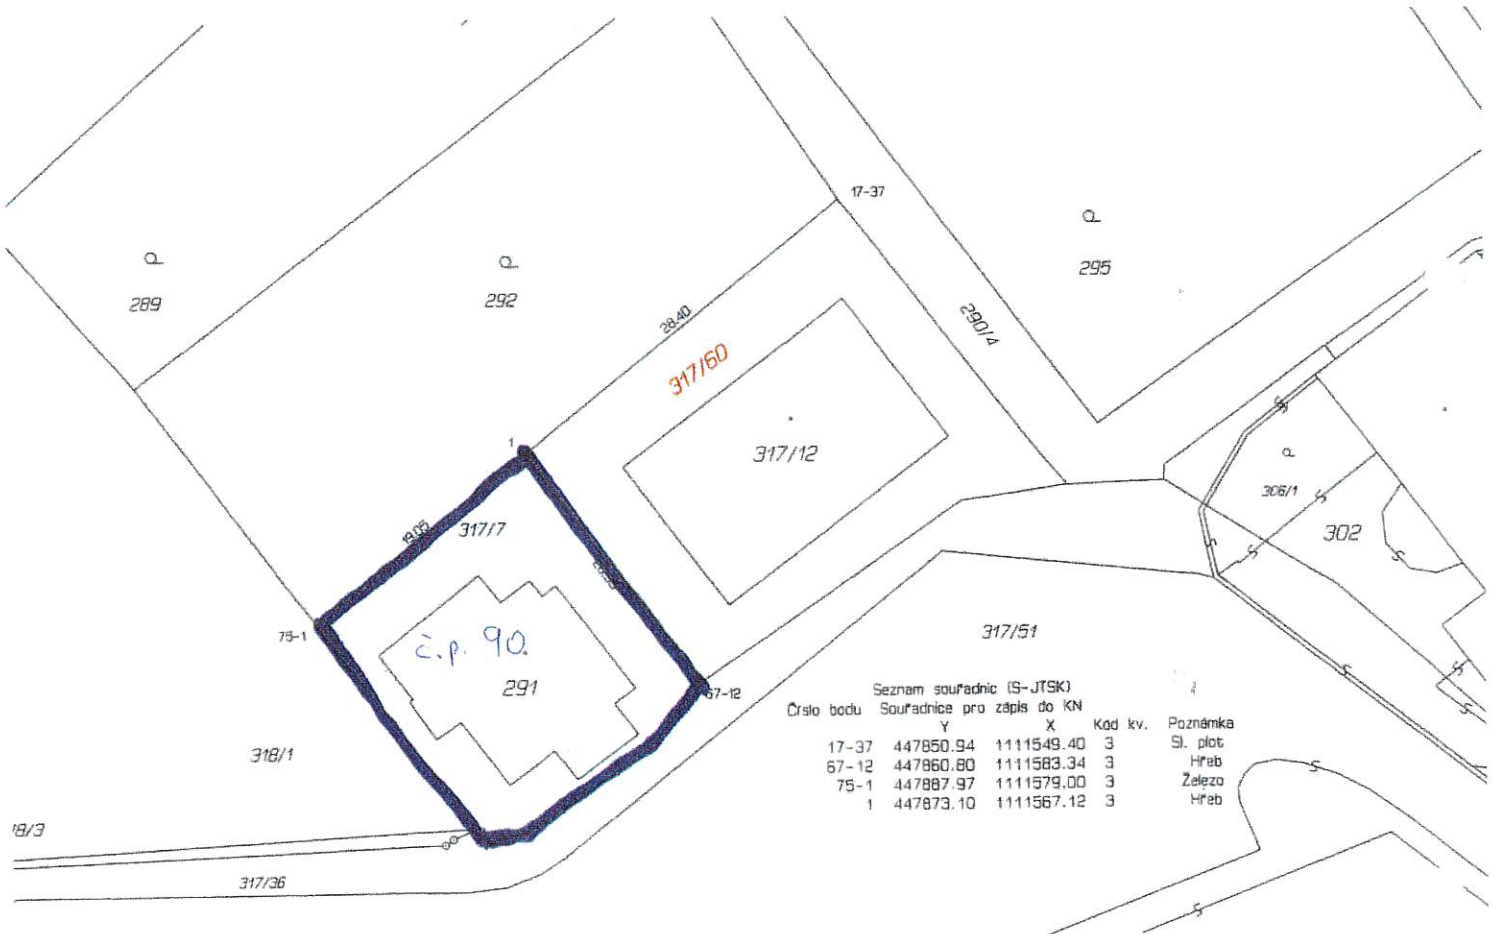 17-37
295
289
292
290/4
28.40
317/60
1
317/12
306/1
302
19.05
317/7
75-1
č.p. 90.
291
67-12
317/51
318/1
18/3
317/36
Seznam souřadnic (S-JTSK)
Číslo bodu Souřadnice pro zápis do KN
Y X Kód kv. Poznámka
17-37 447850.94 1111549.40 3 Sl. plot
67-12 447860.80 1111583.34 3 Hřeb
75-1 447887.97 1111579.00 3 Železo
1 447873.10 1111567.12 3 Hřeb